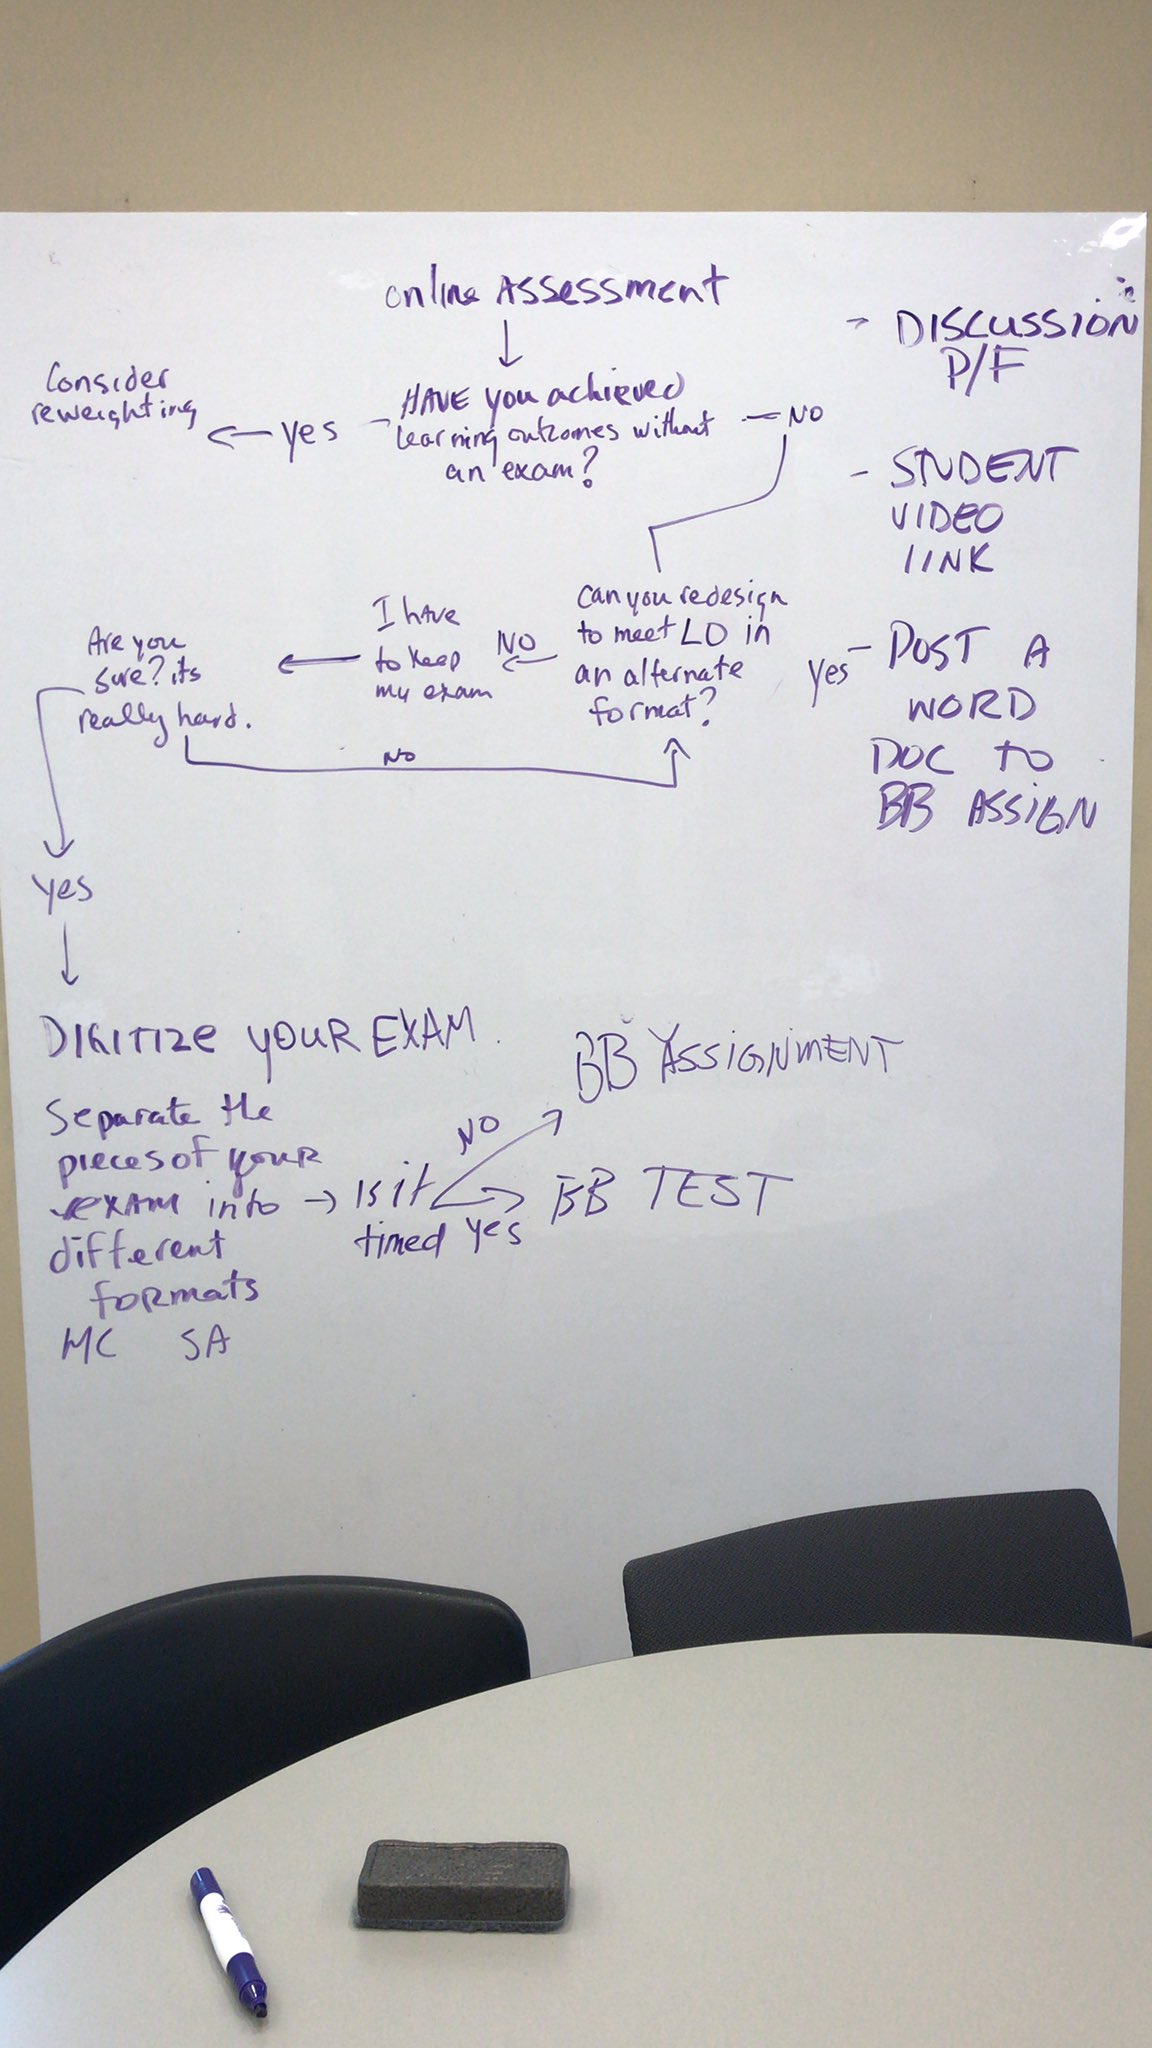 online Assessment
HAVE you achieved
learning outcomes without
an exam?
yes
Consider
reweighting
NO
Can you redesign
to meet LO in
an alternate
format?
NO
I have
to keep
my exam
Are you
sure? its
really hard.
NO
yes
- DISCUSSION
P/F
- STUDENT
VIDEO
LINK
- POST A
WORD
DOC TO
BB ASSIGN
yes
DIGITIZE YOUR EXAM.
Separate the
pieces of your
exam into
different
formats
MC SA
Is it
timed
NO
BB ASSIGNMENT
yes
BB TEST